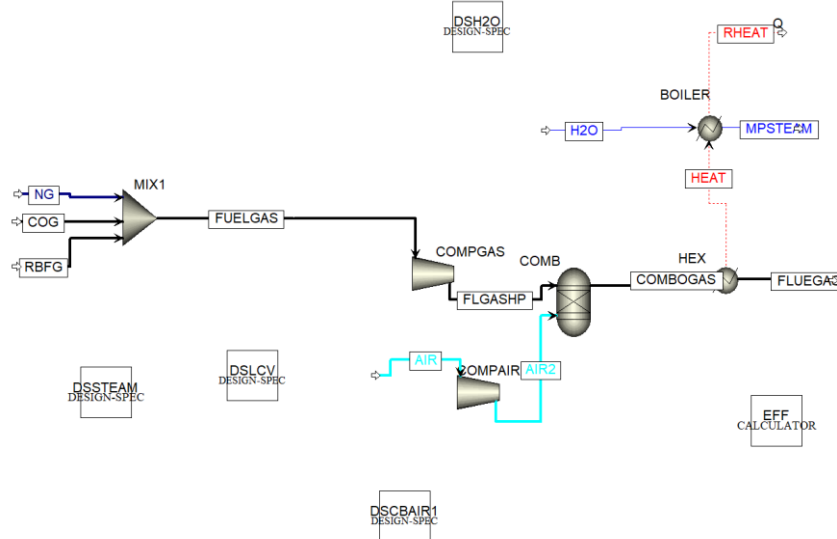 DSH2O
DESIGN-SPEC
RHEAT
Q
BOILER
H2O
MPSTEAM
HEAT
NG
MIX1
COG
FUELGAS
RBFG
COMPGAS
COMB
HEX
COMBOGAS
FLGASHP
AIR
COMPAIR
AIR2
DSSTEAM
DESIGN-SPEC
DSLCV
DESIGN-SPEC
EFF
CALCULATOR
DSCBAIR1
DESIGN-SPEC